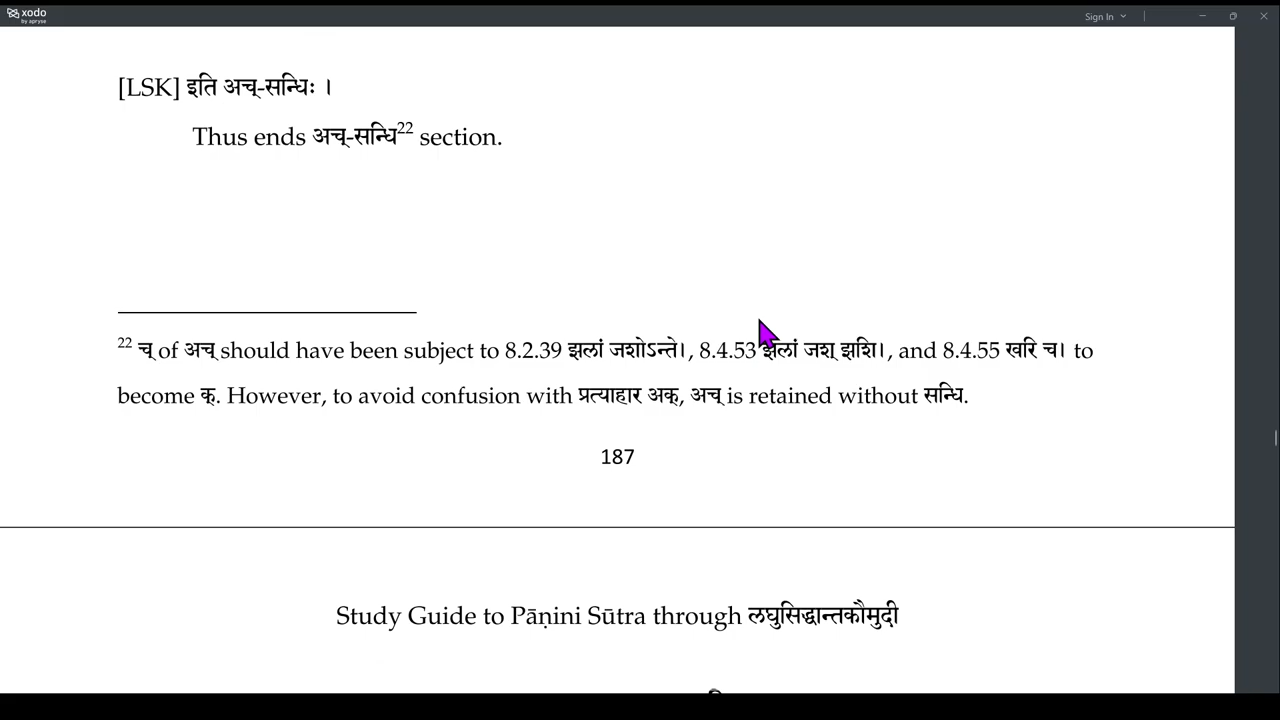 xodo
by apryse
Sign In
[LSK] इति अच्-सन्धिः ।
Thus ends अच्-सन्धि22 section.
22 च् of अच् should have been subject to 8.2.39 झलां जशोऽन्ते।, 8.4.53 झलां जश् झशि।, and 8.4.55 खरि च। to
become क्. However, to avoid confusion with प्रत्याहार अक्, अच् is retained without सन्धि.
187
Study Guide to Pāṇini Sūtra through लघुसिद्धान्तकौमुदी